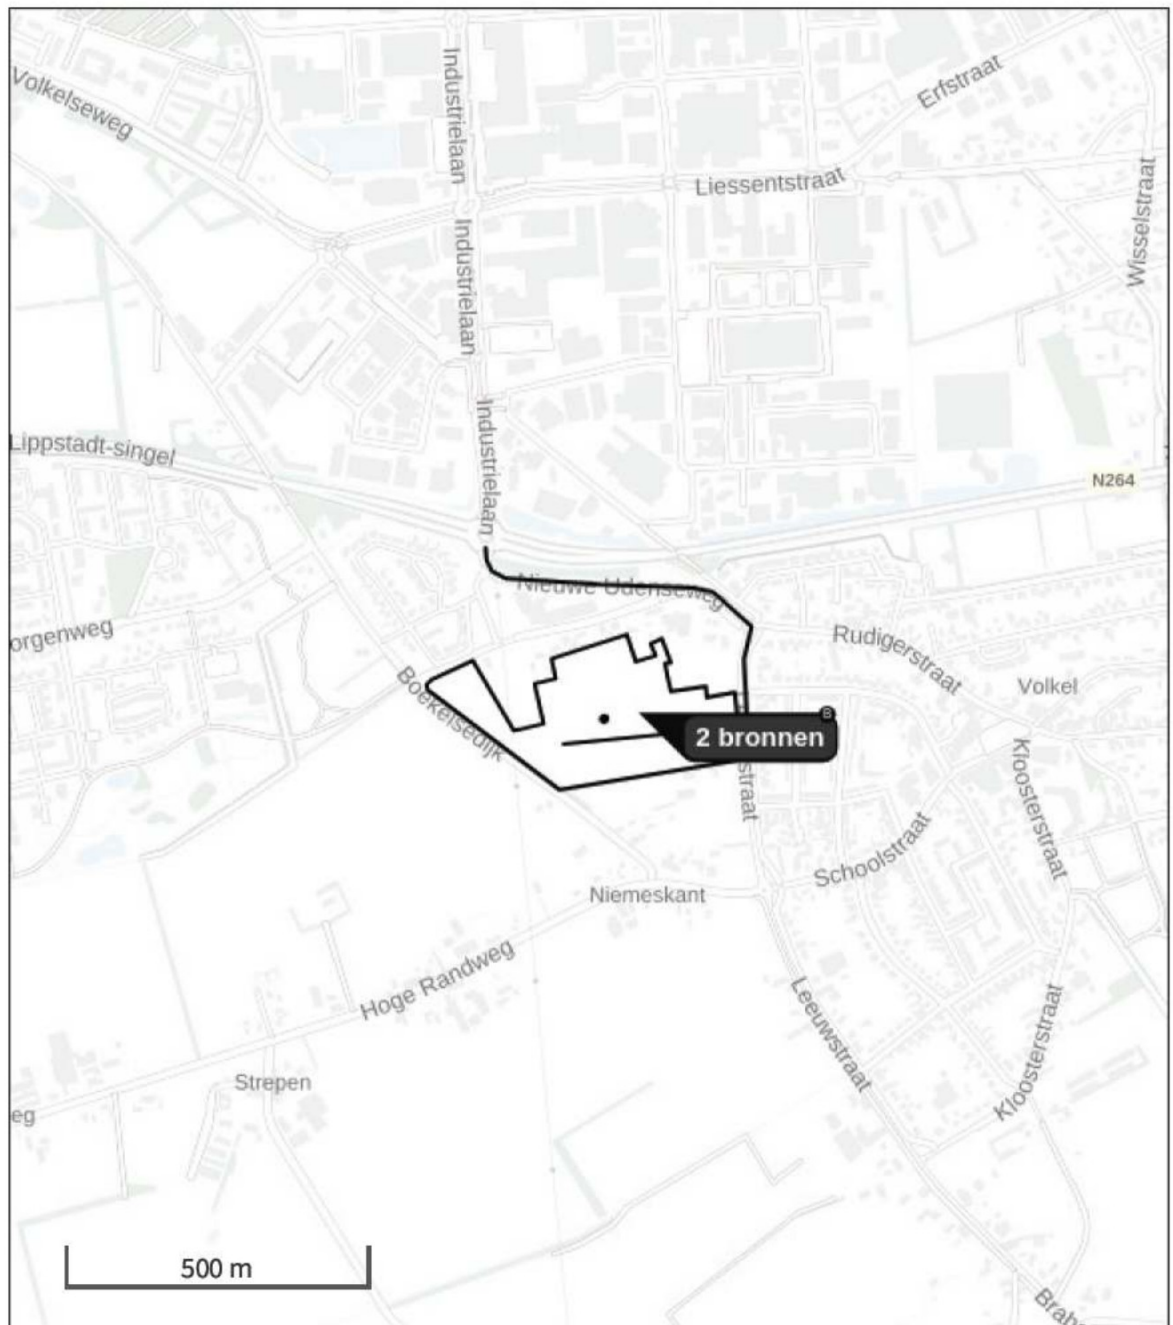 Volkelseweg
Industrielaan
Erfstraat
Liessentstraat
Wisselstraat
Industrielaan
Industrielaan
Lippstadt-singel
N264
Nieuwe Udenseweg
orgenweg
Rudigerstraat
Boekelsedijk
Volkel
2 bronnen
straat
Kloosterstraat
Schoolstraat
Niemeskant
Hoge Randweg
Leeuwstraat
Kloosterstraat
Strepen
eg
500 m
Brab